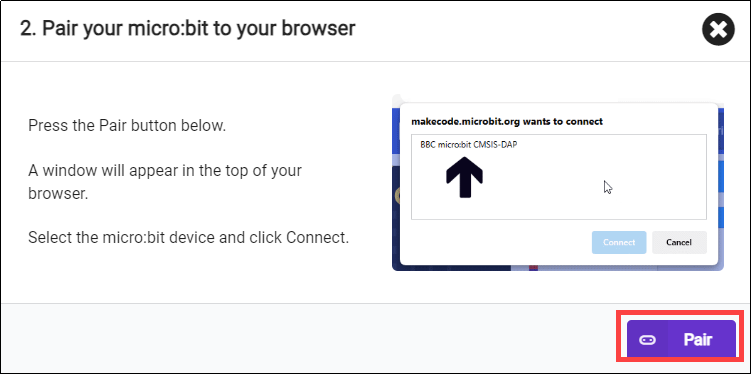 2. Pair your micro:bit to your browser
Press the Pair button below.
A window will appear in the top of your
browser.
Select the micro:bit device and click Connect.
makecode.microbit.org wants to connect
BBC micro:bit CMSIS-DAP
Connect
Cancel
Pair